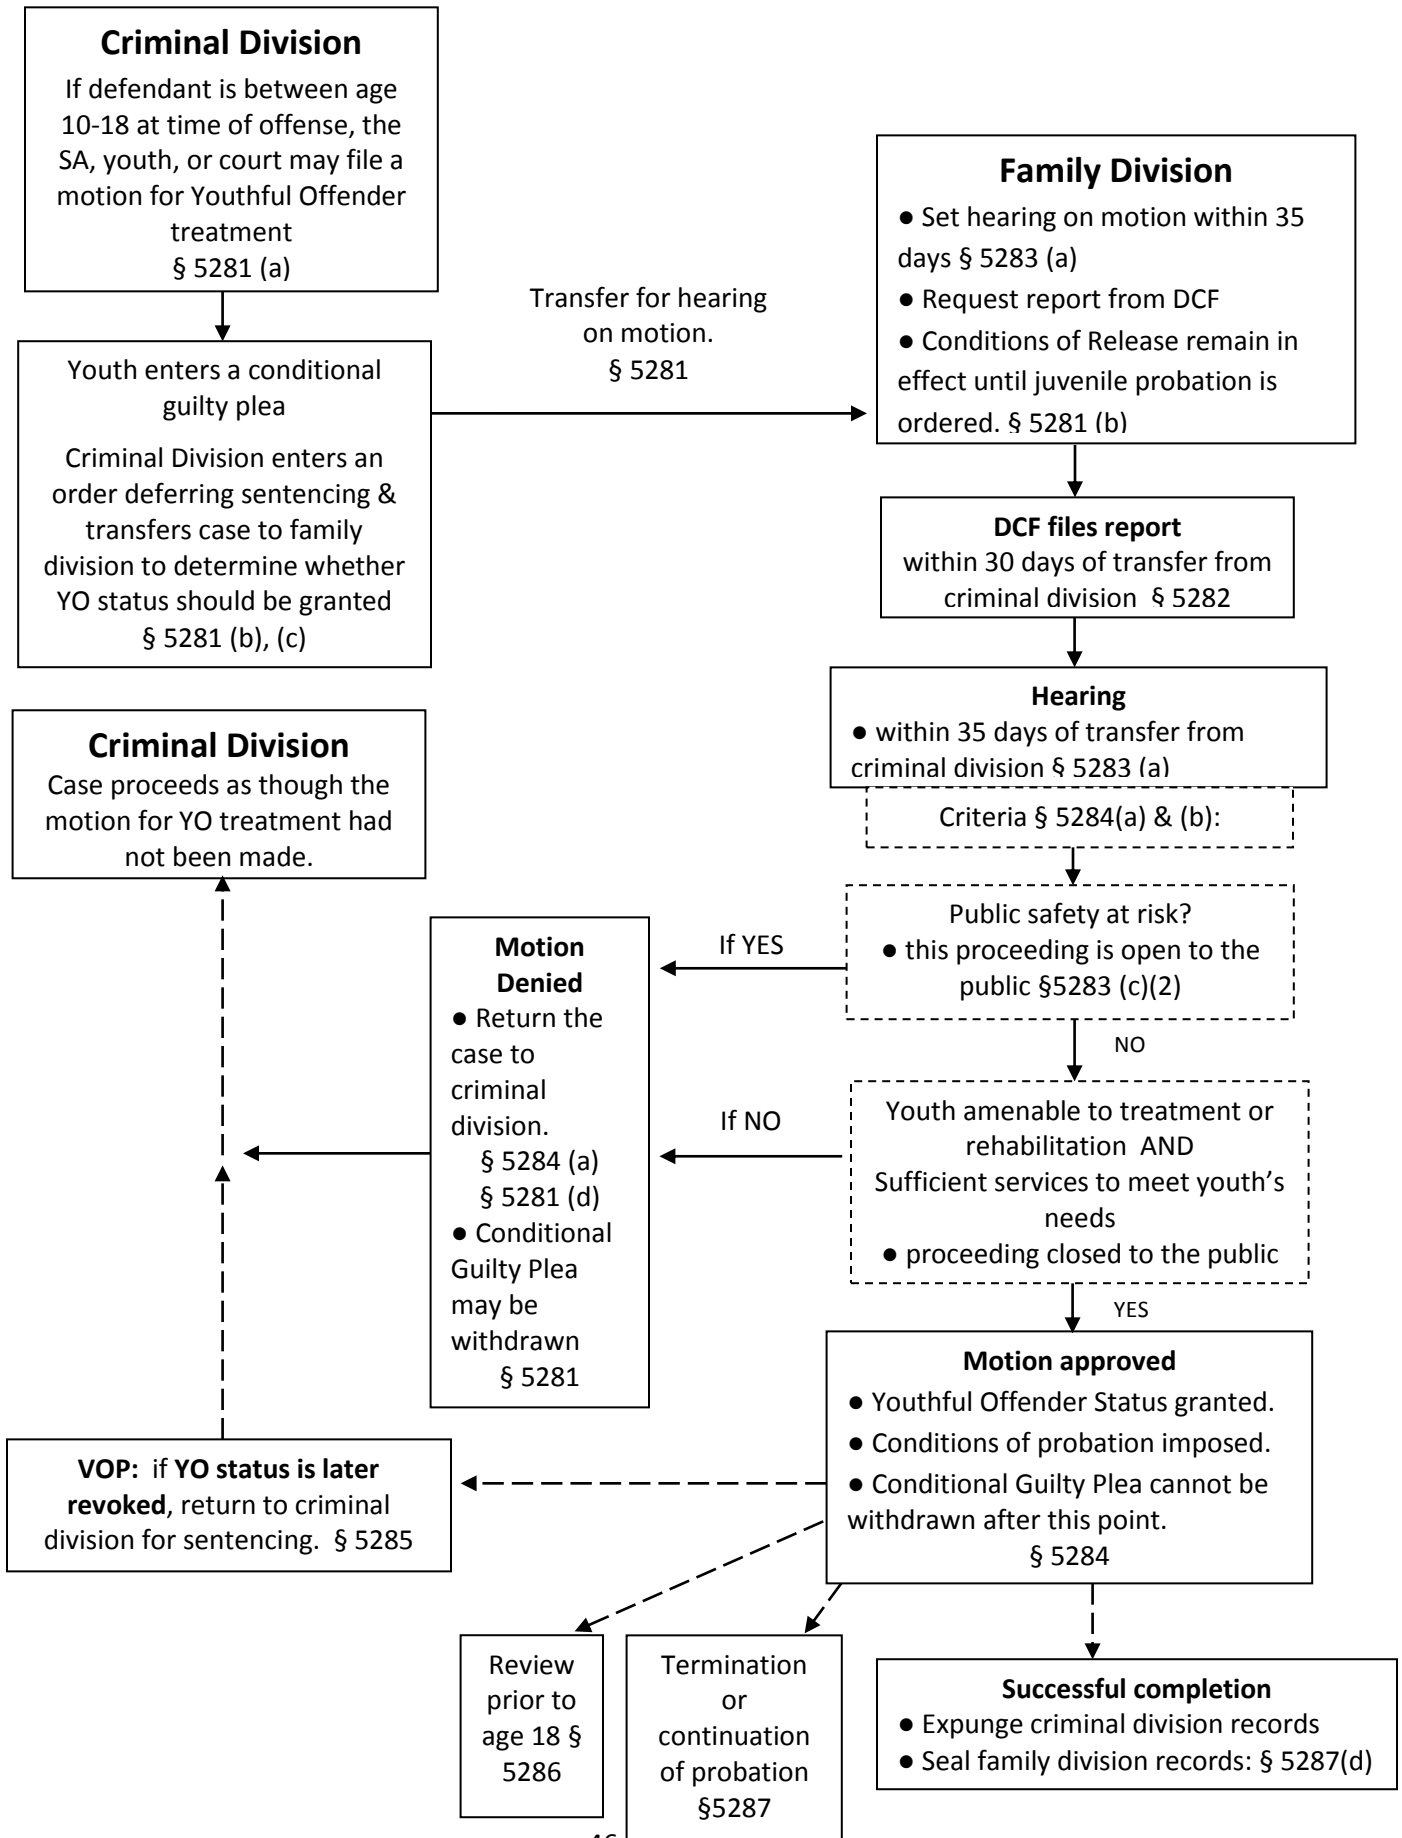 Criminal Division
If defendant is between age
10-18 at time of offense, the
SA, youth, or court may file a
motion for Youthful Offender
treatment
§ 5281 (a)
Youth enters a conditional
guilty plea
Criminal Division enters an
order deferring sentencing &
transfers case to family
division to determine whether
YO status should be granted
§ 5281 (b), (c)
Transfer for hearing
on motion.
§ 5281
Family Division
● Set hearing on motion within 35
days § 5283 (a)
● Request report from DCF
● Conditions of Release remain in
effect until juvenile probation is
ordered. § 5281 (b)
DCF files report
within 30 days of transfer from
criminal division § 5282
Hearing
● within 35 days of transfer from
criminal division § 5283 (a)
Criteria § 5284(a) & (b):
Public safety at risk?
● this proceeding is open to the
public §5283 (c)(2)
If YES
NO
Youth amenable to treatment or
rehabilitation AND
Sufficient services to meet youth's
needs
● proceeding closed to the public
If NO
YES
Criminal Division
Case proceeds as though the
motion for YO treatment had
not been made.
Motion
Denied
● Return the
case to
criminal
division.
§ 5284 (a)
§ 5281 (d)
● Conditional
Guilty Plea
may be
withdrawn
§ 5281
Motion approved
● Youthful Offender Status granted.
● Conditions of probation imposed.
● Conditional Guilty Plea cannot be
withdrawn after this point.
§ 5284
VOP: if YO status is later
revoked, return to criminal
division for sentencing. § 5285
Review
prior to
age 18 §
5286
Termination
or
continuation
of probation
§5287
Successful completion
● Expunge criminal division records
● Seal family division records: § 5287(d)